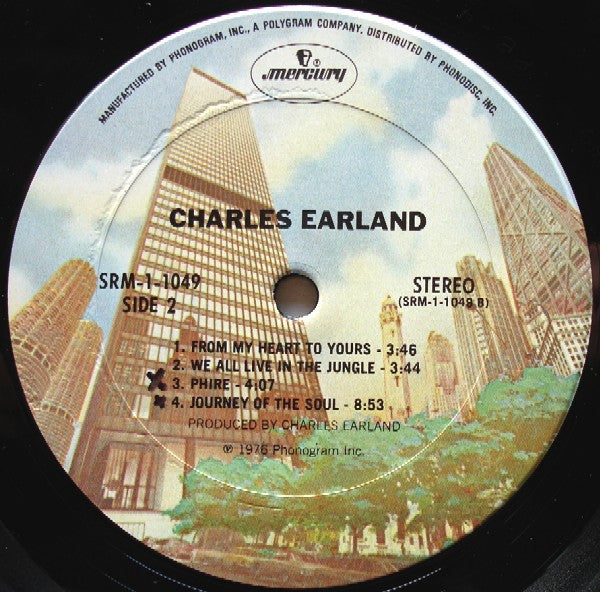 MANUFACTURED BY PHONOGRAM, INC., A POLYGRAM COMPANY. DISTRIBUTED BY PHONODISC, INC.
®
mercury
CHARLES EARLAND
SRM-1-1049
SIDE 2
STEREO
(SRM-1-1049 B)
1. FROM MY HEART TO YOURS - 3:46
2. WE ALL LIVE IN THE JUNGLE - 3:44
3. PHIRE - 4:07
4. JOURNEY OF THE SOUL - 8:53
PRODUCED BY CHARLES EARLAND
℗ 1976 Phonogram Inc.